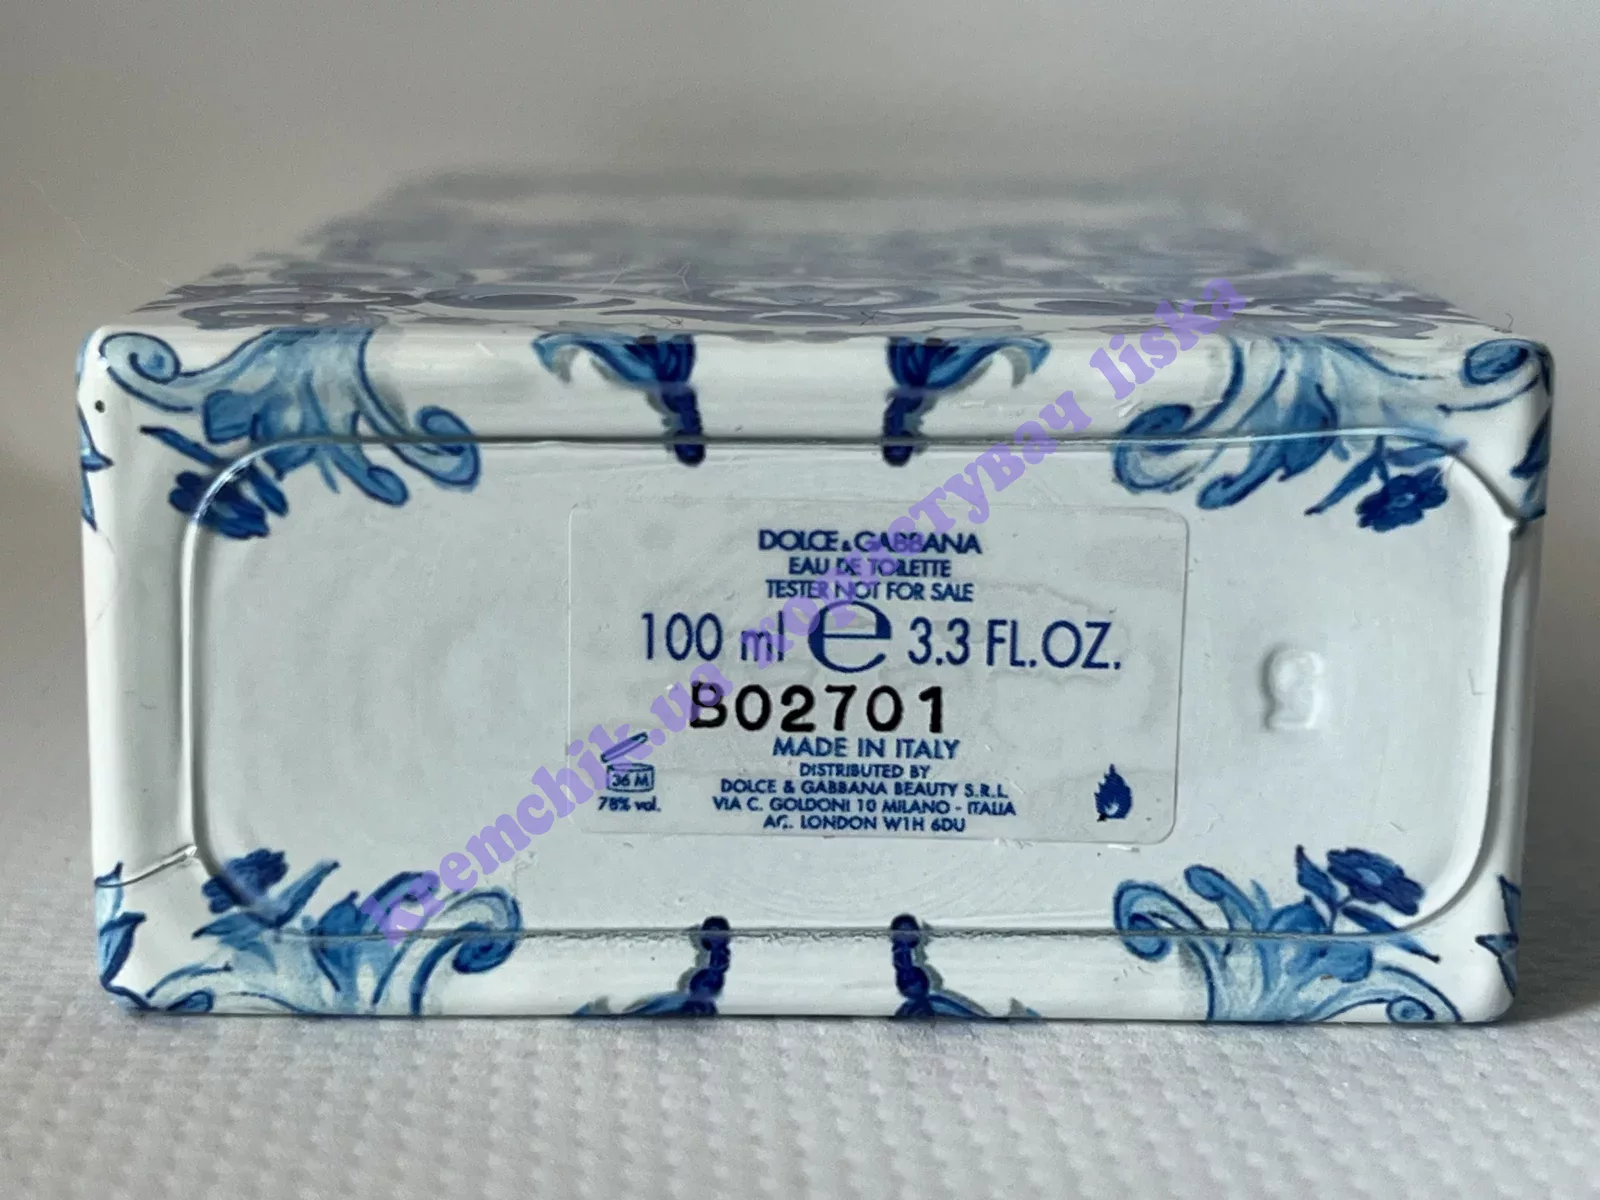 DOLCE & GABBANA
EAU DE TOILETTE
TESTER NOT FOR SALE
100 ml e 3.3 FL.OZ.
B02701
MADE IN ITALY
DISTRIBUTED BY
DOLCE & GABBANA BEAUTY S.R.L.
VIA C. GOLDONI 10 MILANO - ITALIA
AG. LONDON W1H 6DU
36 M
78% vol.
kremchik.ua торгістувач liska